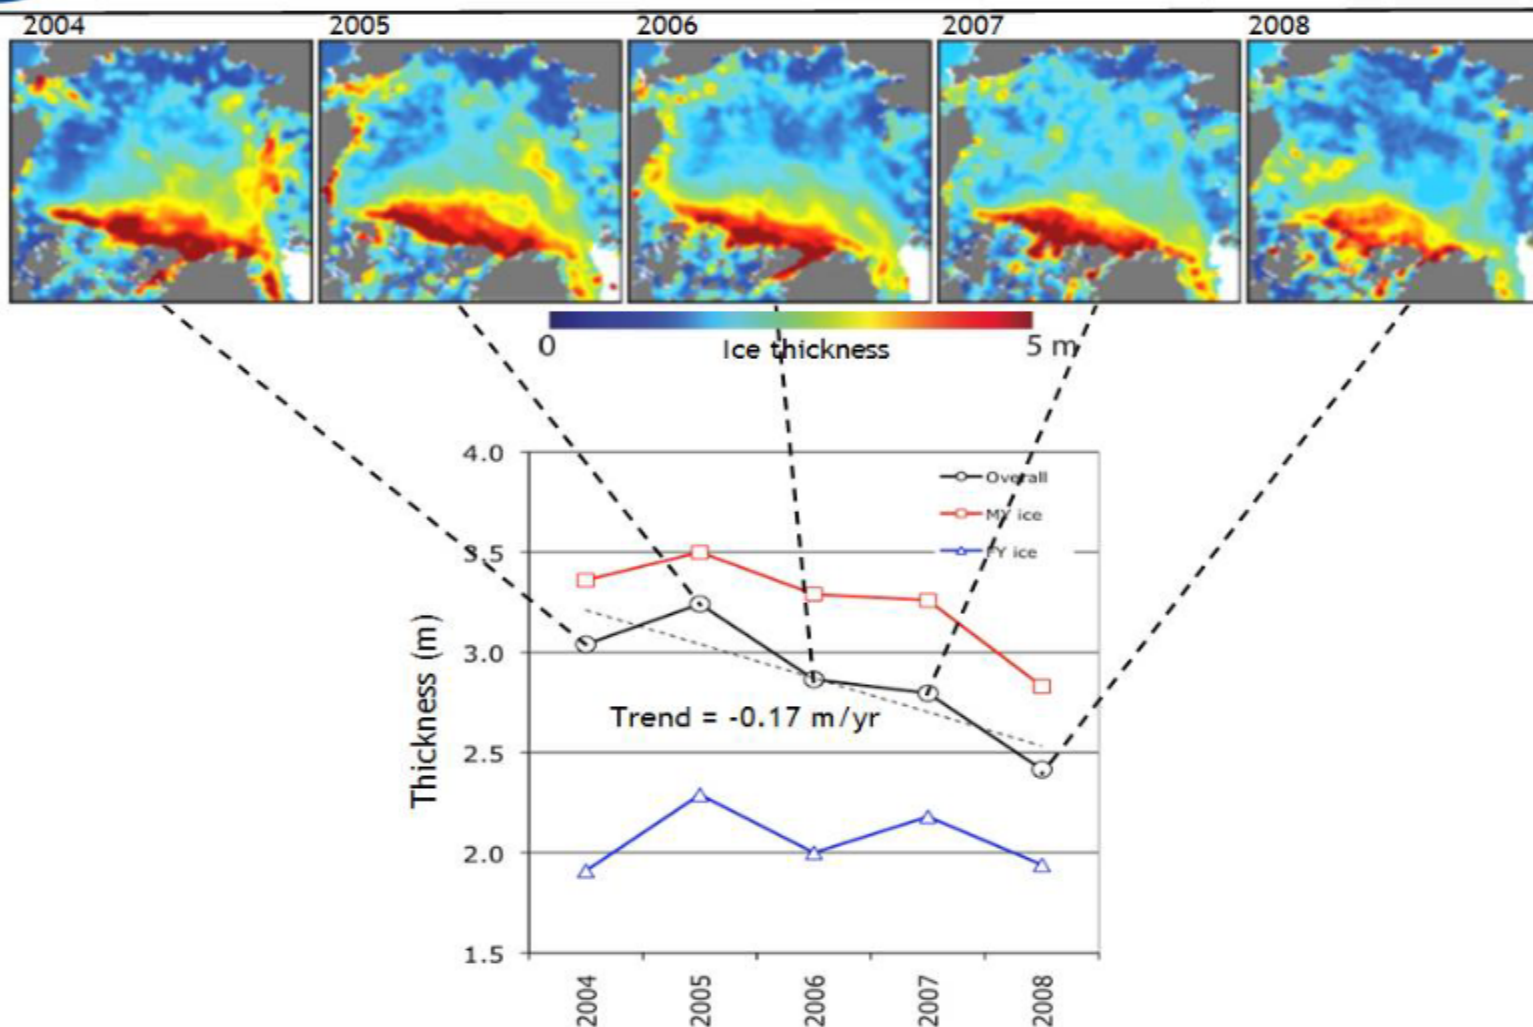 2004 2005 2006 2007 2008
0 Ice thickness 5 m
4.0
3.5
3.0
2.5
2.0
1.5
Thickness (m)
Overall
MY ice
FY ice
Trend = -0.17 m/yr
2004 2005 2006 2007 2008